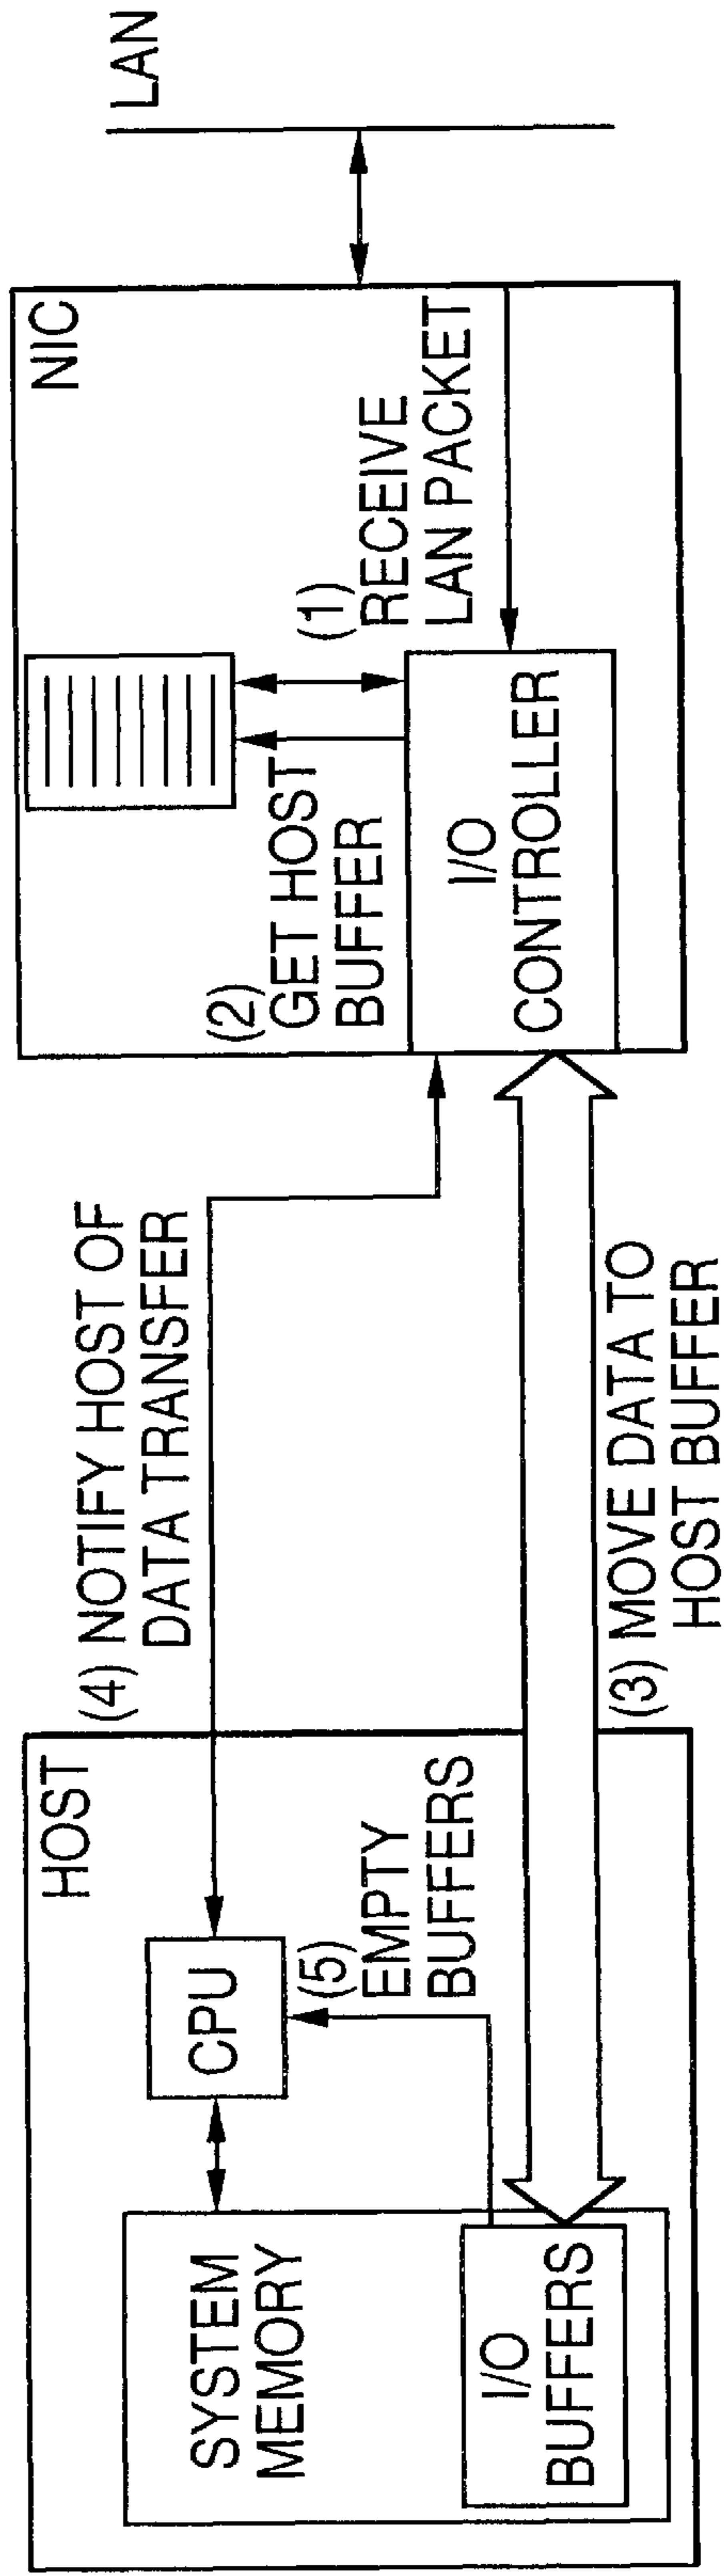 HOST
SYSTEM
MEMORY
I/O
BUFFERS
CPU
(5)
EMPTY
BUFFERS
(4) NOTIFY HOST OF
DATA TRANSFER
(3) MOVE DATA TO
HOST BUFFER
NIC
(2)
GET HOST
BUFFER
(1)
RECEIVE
LAN PACKET
I/O
CONTROLLER
LAN